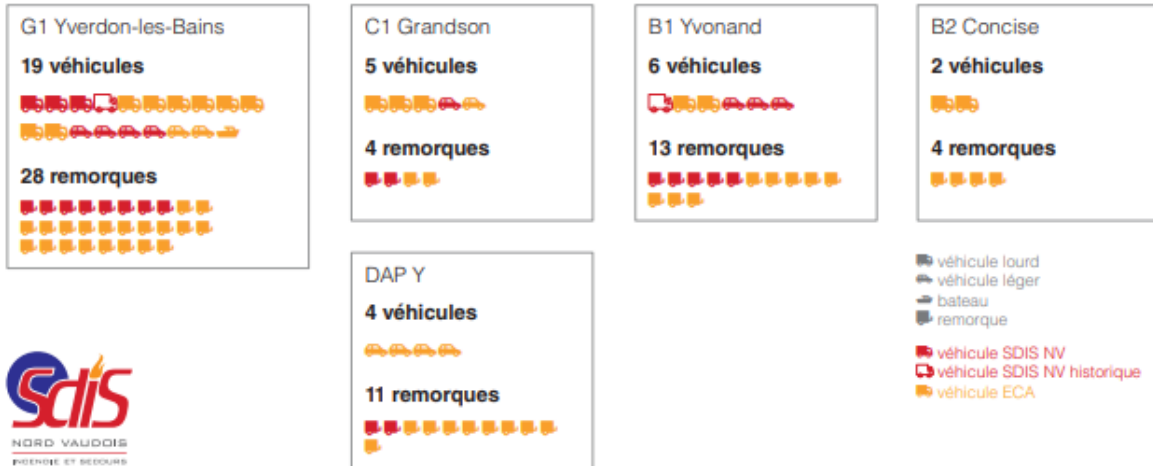 G1 Yverdon-les-Bains
19 véhicules
28 remorques
C1 Grandson
5 véhicules
4 remorques
B1 Yvonand
6 véhicules
13 remorques
B2 Concise
2 véhicules
4 remorques
DAP Y
4 véhicules
11 remorques
véhicule lourd
véhicule léger
bateau
remorque
véhicule SDIS NV
véhicule SDIS NV historique
véhicule ECA
SdiS
NORD VAUDOIS
INCENDIE ET SECOURS